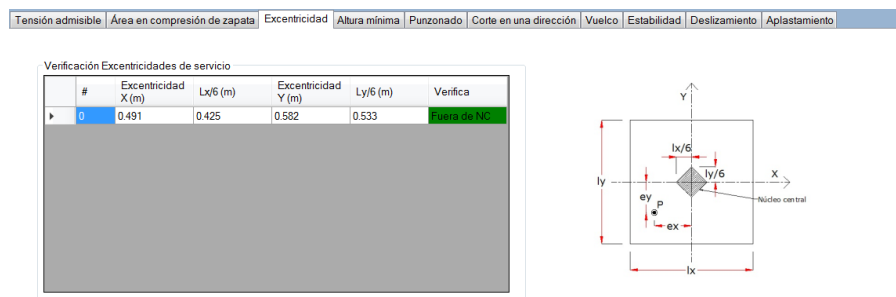 Tensión admisible Área en compresión de zapata Excentricidad Altura mínima Punzonado Corte en una dirección Vuelco Estabilidad Deslizamiento Aplastamiento
Verificación Excentricidades de servicio
# Excentricidad X (m) Lx/6 (m) Excentricidad Y (m) Ly/6 (m) Verifica
0 0.491 0.425 0.582 0.533 Fuera de NC
Y
lx/6
ly/6
X
ly
ey
P
Núcleo central
ex
lx